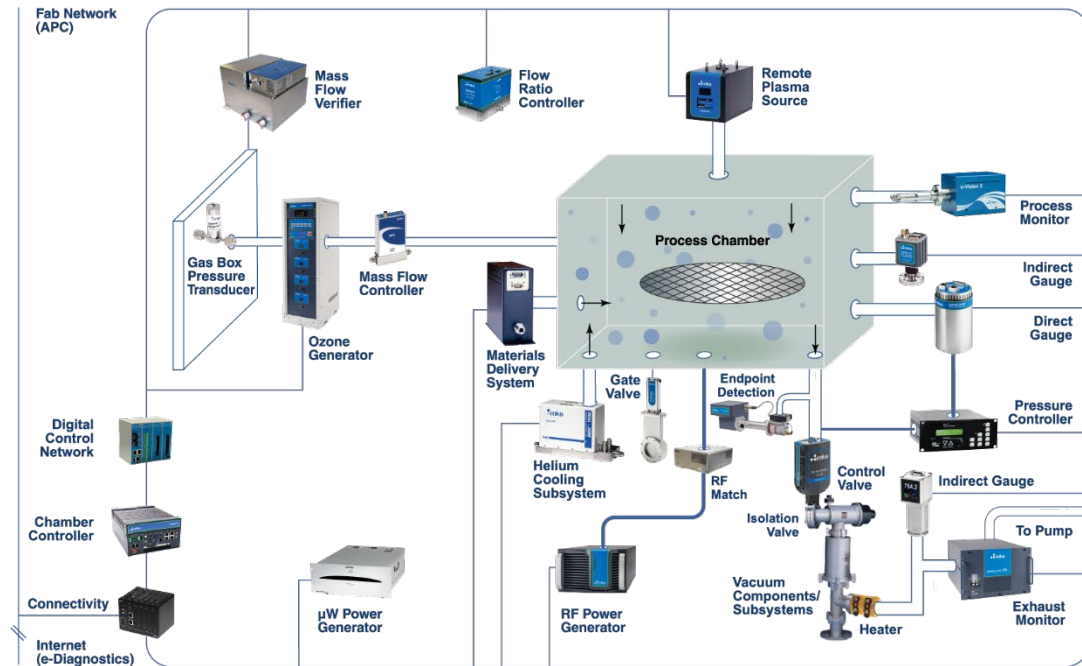 Fab Network
(APC)
Mass
Flow
Verifier
Flow
Ratio
Controller
Remote
Plasma
Source
Process Monitor
Process Chamber
Gas Box
Pressure
Transducer
Mass Flow
Controller
Indirect
Gauge
Direct
Gauge
Ozone
Generator
Materials
Delivery
System
Gate
Valve
Endpoint
Detection
Pressure
Controller
Digital
Control
Network
mks
Helium
Cooling
Subsystem
RF
Match
Control
Valve
764.2
Indirect Gauge
Isolation
Valve
To Pump
Chamber
Controller
Vacuum
Components/
Subsystems
Heater
Exhaust
Monitor
Connectivity
µW Power
Generator
RF Power
Generator
Internet
(e-Diagnostics)